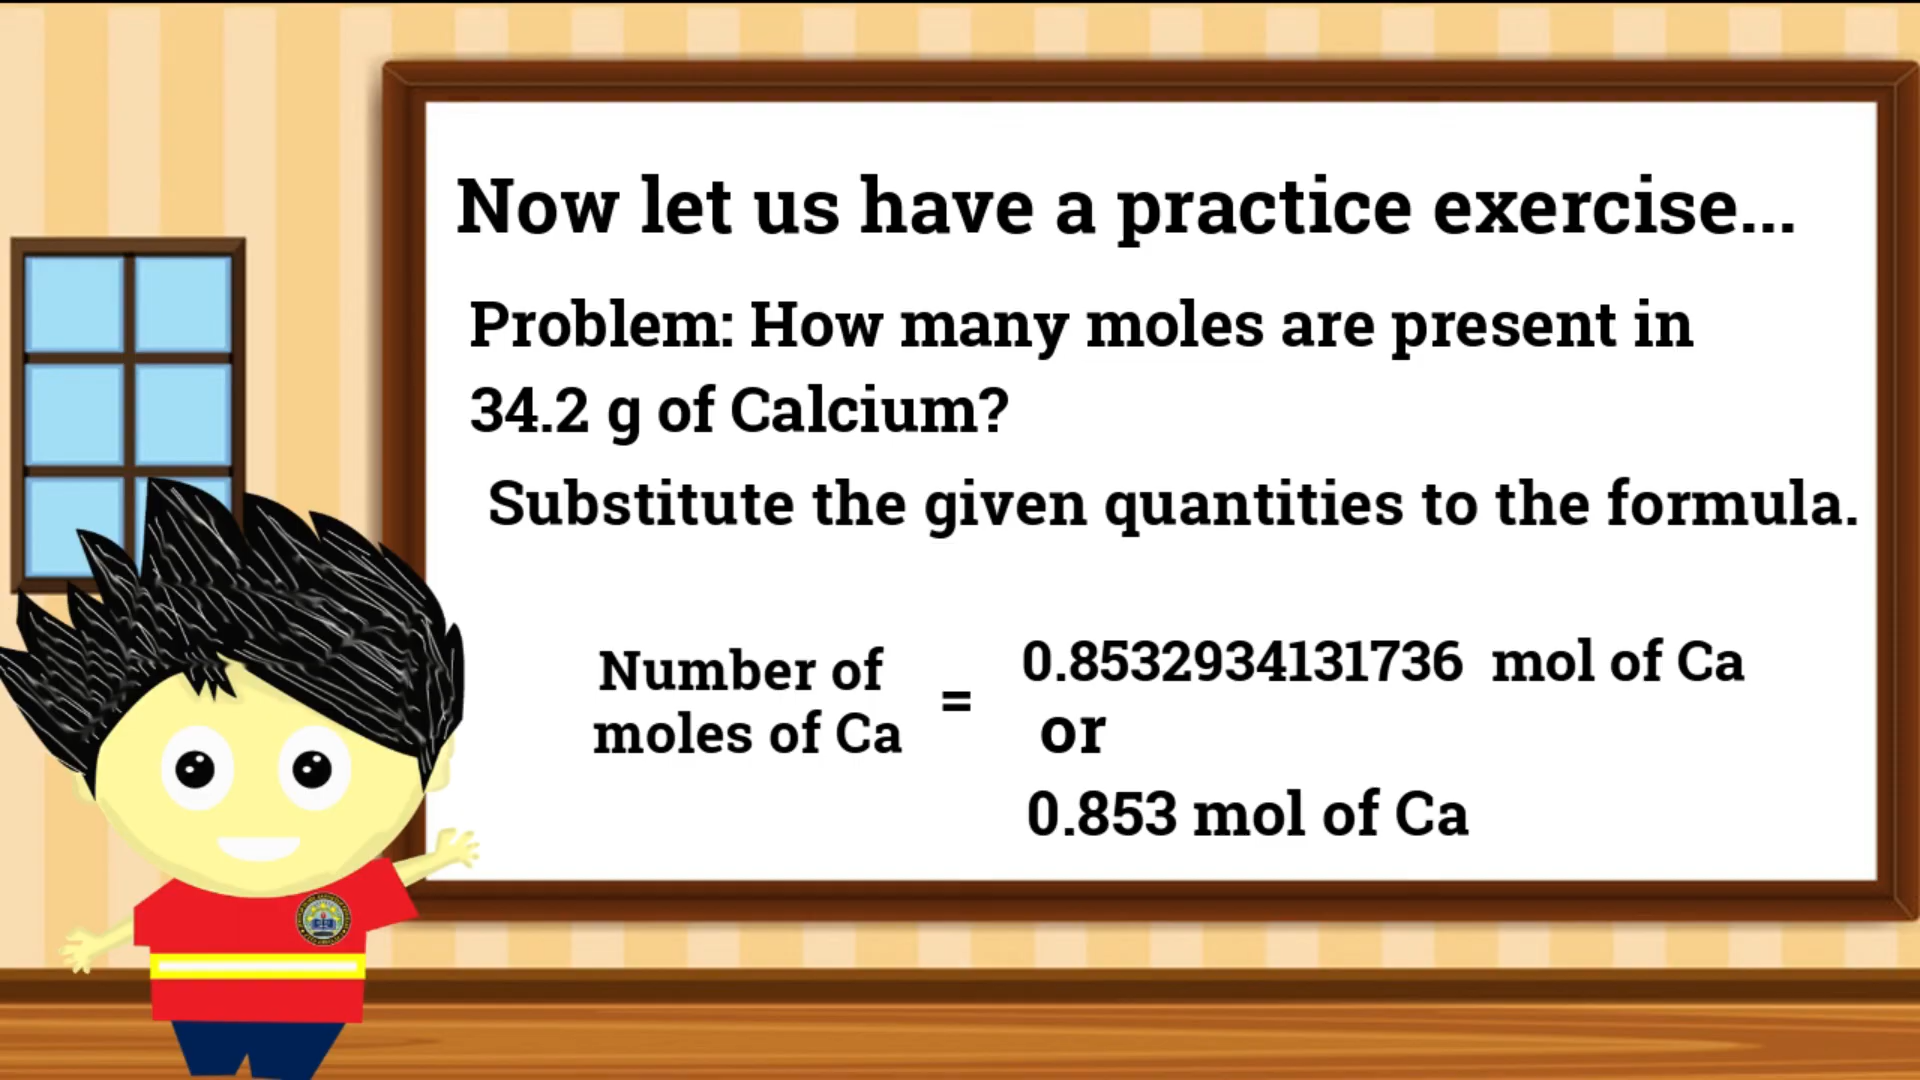 Now let us have a practice exercise...
Problem: How many moles are present in
34.2 g of Calcium?
Substitute the given quantities to the formula.
Number of
moles of Ca
=
0.8532934131736 mol of Ca
or
0.853 mol of Ca